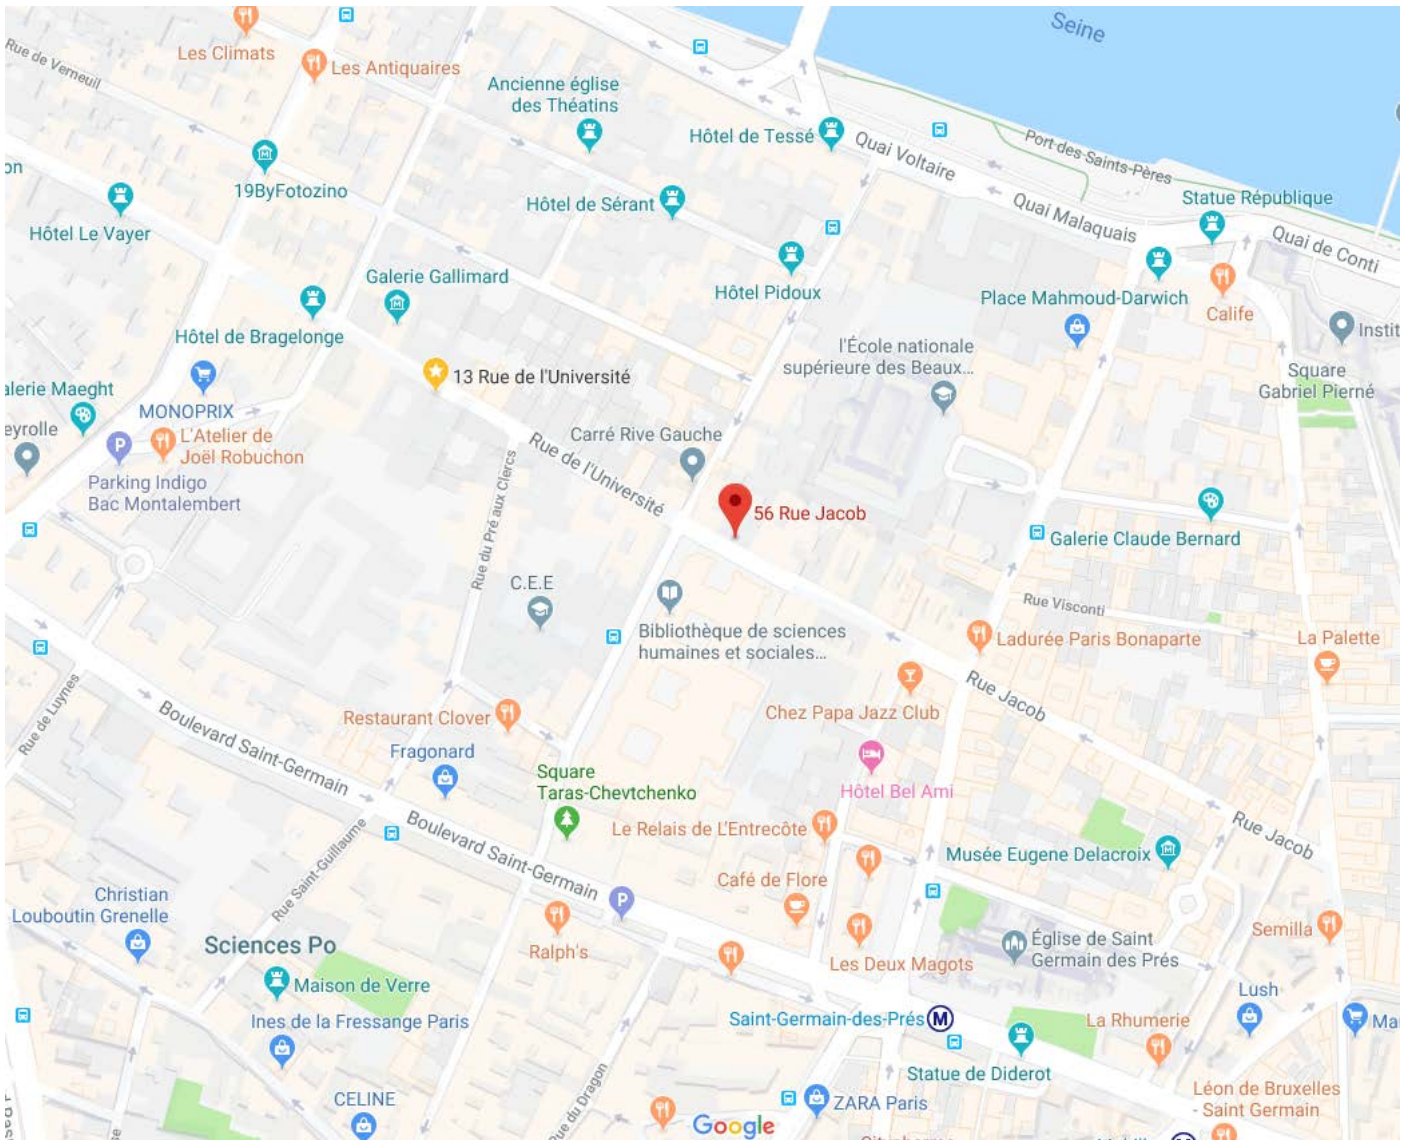 Seine
Rue de Verneuil
Les Climats
Les Antiquaires
Ancienne église
des Théatins
Hôtel de Tessé
Quai Voltaire
Port des Saints-Pères
on
19ByFotozino
Hôtel de Sérant
Quai Malaquais
Statue République
Quai de Conti
Hôtel Le Vayer
Galerie Gallimard
Hôtel Pidoux
Place Mahmoud-Darwich
Calife
Instit
Hôtel de Bragelonge
l'École nationale
supérieure des Beaux...
Square
Gabriel Pierné
13 Rue de l'Université
alerie Maeght
MONOPRIX
eyrolle
L'Atelier de
Joël Robuchon
Carré Rive Gauche
Rue de l'Université
Parking Indigo
Bac Montalembert
Rue du Pré aux Clercs
56 Rue Jacob
Galerie Claude Bernard
C.E.E
Rue Visconti
Bibliothèque de sciences
humaines et sociales...
Ladurée Paris Bonaparte
La Palette
Rue de Luynes
Rue Jacob
Boulevard Saint-Germain
Restaurant Clover
Chez Papa Jazz Club
Fragonard
Square
Taras-Chevtchenko
Hôtel Bel Ami
Boulevard Saint-Germain
Le Relais de L'Entrecôte
Rue Jacob
Musée Eugene Delacroix
Rue Saint-Guillaume
Café de Flore
Christian
Louboutin Grenelle
P
Sciences Po
Ralph's
Les Deux Magots
Église de Saint
Germain des Prés
Semilla
Maison de Verre
Lush
Ines de la Fressange Paris
Saint-Germain-des-Prés
M
La Rhumerie
Ma
Statue de Diderot
Rue du Dragon
CELINE
ZARA Paris
Léon de Bruxelles
- Saint Germain
Google